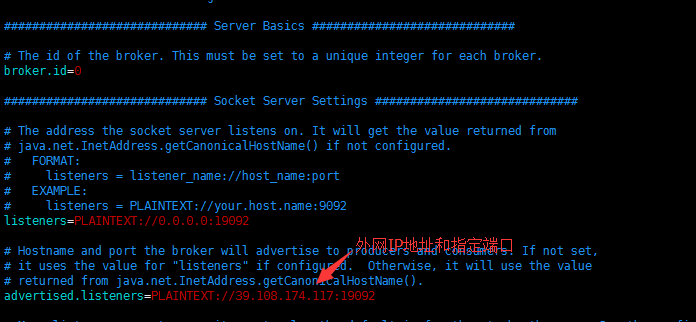 ############################# Server Basics #############################
# The id of the broker. This must be set to a unique integer for each broker.
broker.id=0
############################# Socket Server Settings #############################
# The address the socket server listens on. It will get the value returned from
# java.net.InetAddress.getCanonicalHostName() if not configured.
#   FORMAT:
#     listeners = listener_name://host_name:port
#   EXAMPLE:
#     listeners = PLAINTEXT://your.host.name:9092
listeners=PLAINTEXT://0.0.0.0:19092
外网IP地址和指定端口
# Hostname and port the broker will advertise to producers and consumers. If not set,
# it uses the value for "listeners" if configured.  Otherwise, it will use the value
# returned from java.net.InetAddress.getCanonicalHostName().
advertised.listeners=PLAINTEXT://39.108.174.117:19092